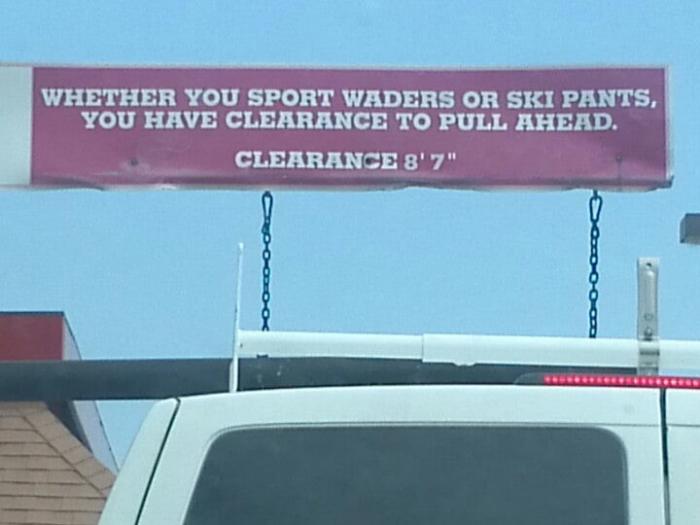 WHETHER YOU SPORT WADERS OR SKI PANTS,
YOU HAVE CLEARANCE TO PULL AHEAD.
CLEARANCE 8' 7"